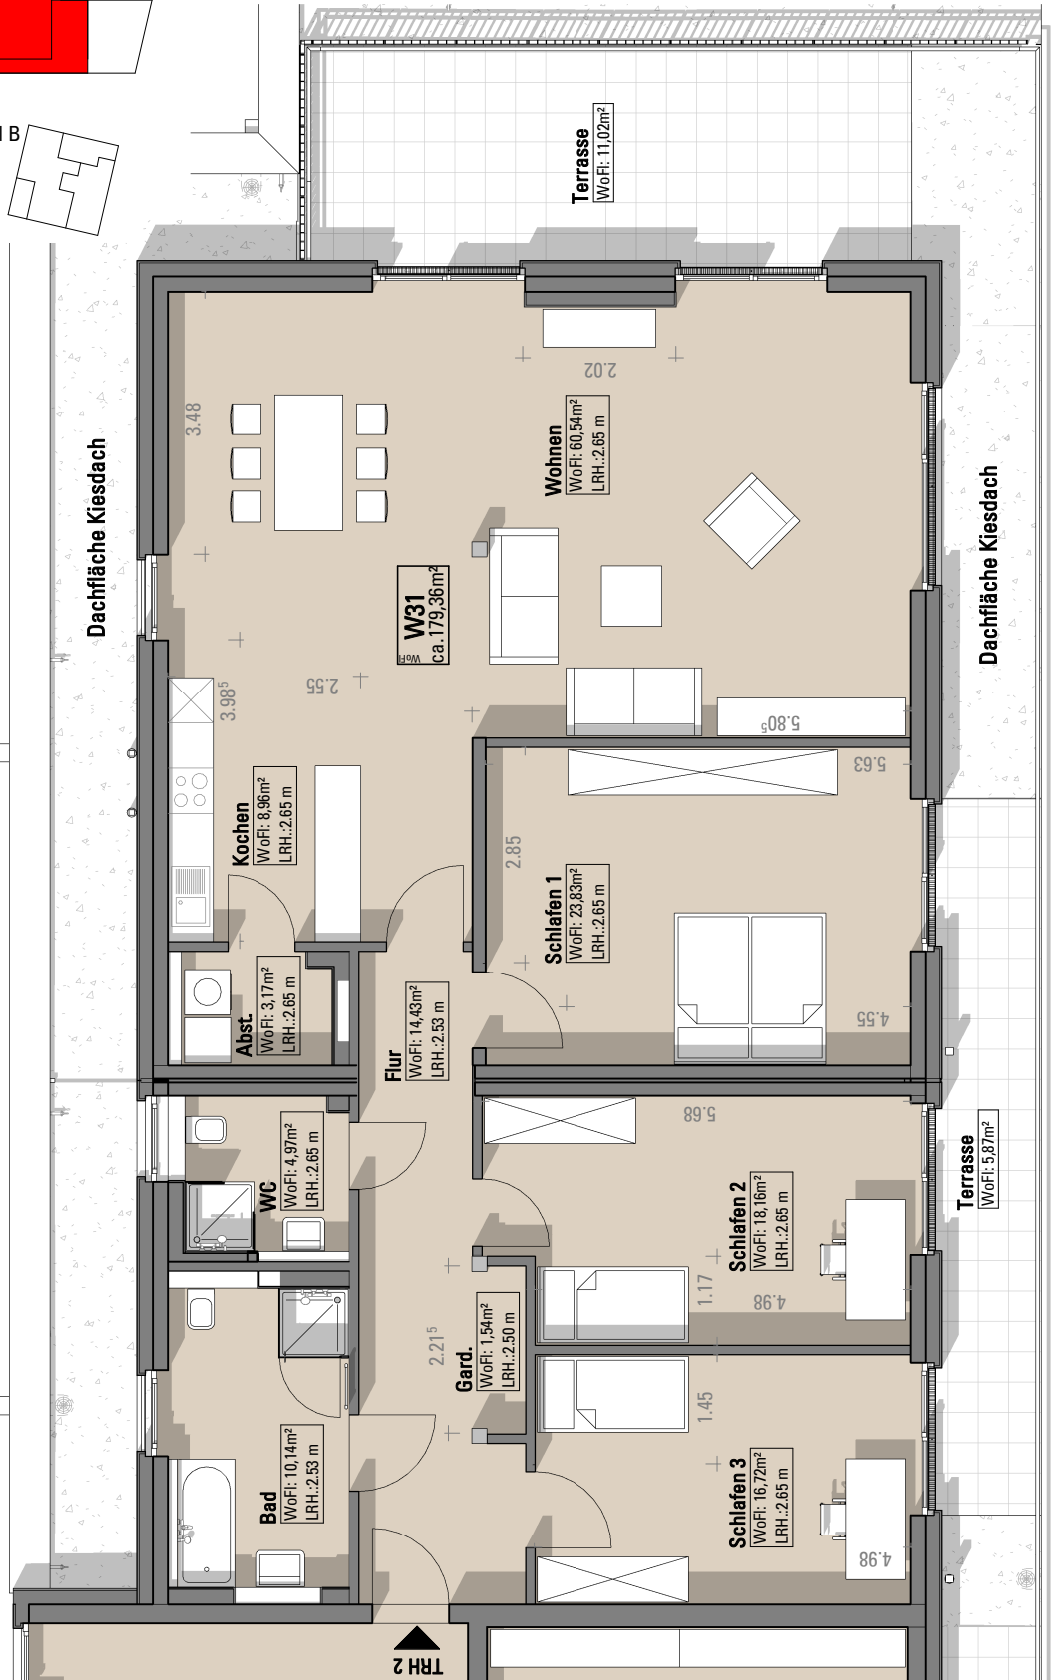 B
Terrasse
WoFl: 11,02m²
3.48
2.02
Wohnen
WoFl: 60,54m²
LRH.:2.65 m
Dachfläche Kiesdach
Dachfläche Kiesdach
W31
WoFl ca.179,36m²
3.98⁵
2.55
5.80⁵
5.63
Kochen
WoFl: 8,96m²
LRH.:2.65 m
2.85
Schlafen 1
WoFl: 23,83m²
LRH.:2.65 m
4.55
Abst.
WoFl: 3,17m²
LRH.:2.65 m
Flur
WoFl: 14,43m²
LRH.:2.53 m
5.68
WC
WoFl: 4,97m²
LRH.:2.65 m
Schlafen 2
WoFl: 18,16m²
LRH.:2.65 m
Terrasse
WoFl: 5,87m²
1.17
4.98
2.21⁵
Gard.
WoFl: 1,54m²
LRH.:2.50 m
1.45
Bad
WoFl: 10,14m²
LRH.:2.53 m
Schlafen 3
WoFl: 16,72m²
LRH.:2.65 m
4.98
TRH 2